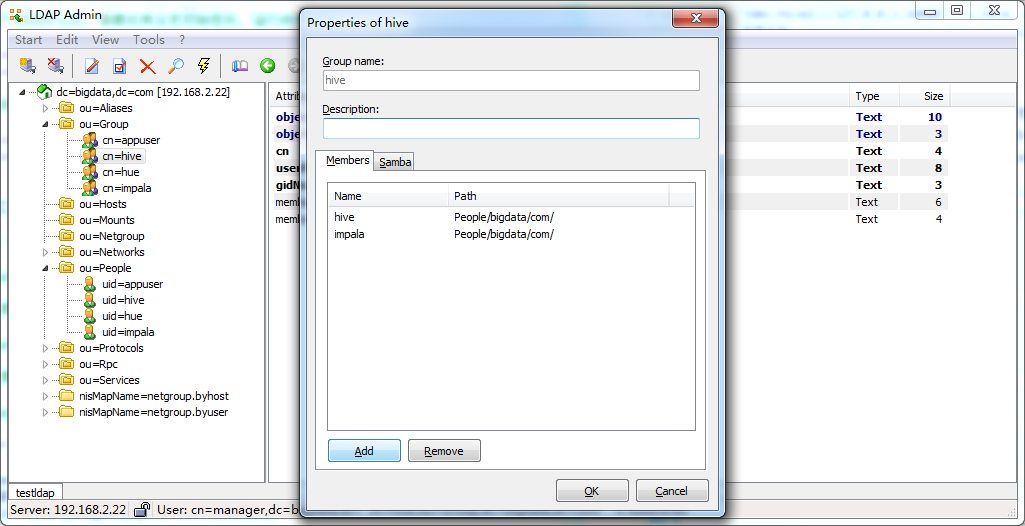 LDAP Admin
Start Edit View Tools ?
dc=bigdata,dc=com [192.168.2.22]
ou=Aliases
ou=Group
cn=appuser
cn=hive
cn=hue
cn=impala
ou=Hosts
ou=Mounts
ou=Netgroup
ou=Networks
ou=People
uid=appuser
uid=hive
uid=hue
uid=impala
ou=Protocols
ou=Rpc
ou=Services
nisMapName=netgroup.byhost
nisMapName=netgroup.byuser
testldap
Server: 192.168.2.22 User: cn=manager,dc=b
Properties of hive
Group name:
hive
Description:
Members Samba
Name Path
hive People/bigdata/com/
impala People/bigdata/com/
Add Remove
OK Cancel
Attrib Type Size
obje Text 10
obje Text 3
cn Text 4
user Text 8
gidN Text 3
memb Text 6
memb Text 4